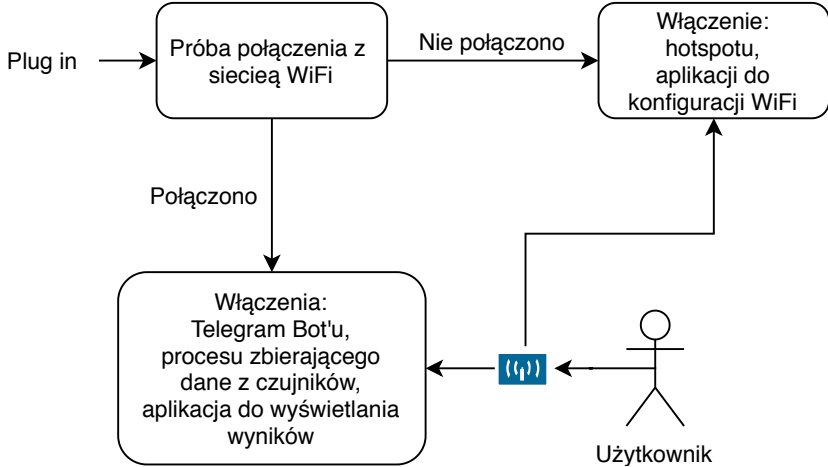 Plug in
Próba połączenia z
siecieą WiFi
Nie połączono
Włączenie:
hotspotu,
aplikacji do
konfiguracji WiFi
Połączono
Włączenia:
Telegram Bot'u,
procesu zbierającego
dane z czujników,
aplikacja do wyświetlania
wyników
Użytkownik